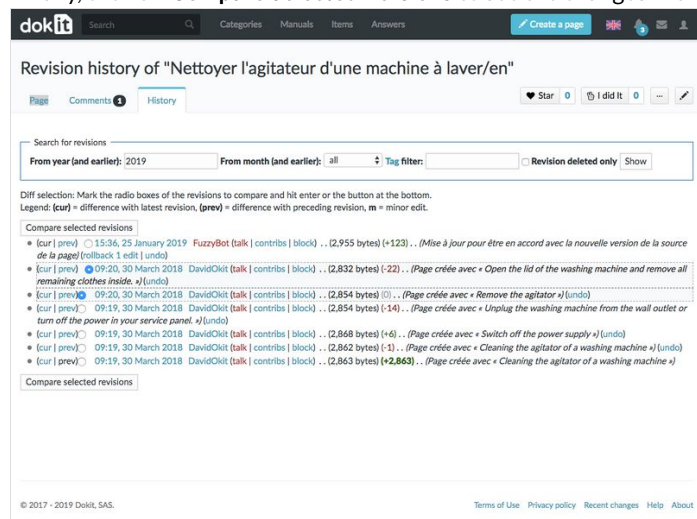 dokit Search Categories Manuals Items Answers Create a page 3
Revision history of "Nettoyer l'agitateur d'une machine à laver/en"
Page Comments 1 History Star 0 I did It 0 ...
Search for revisions
From year (and earlier): 2019 From month (and earlier): all Tag filter: Revision deleted only Show
Diff selection: Mark the radio boxes of the revisions to compare and hit enter or the button at the bottom.
Legend: (cur) = difference with latest revision, (prev) = difference with preceding revision, m = minor edit.
Compare selected revisions
(cur | prev) 15:36, 25 January 2019 FuzzyBot (talk | contribs | block) . . (2,955 bytes) (+123) . . (Mise à jour pour être en accord avec la nouvelle version de la source
de la page) (rollback 1 edit | undo)
(cur | prev) 09:20, 30 March 2018 DavidOkit (talk | contribs | block) . . (2,832 bytes) (-22) . . (Page créée avec « Open the lid of the washing machine and remove all
remaining clothes inside. ») (undo)
(cur | prev) 09:20, 30 March 2018 DavidOkit (talk | contribs | block) . . (2,854 bytes) (0) . . (Page créée avec « Remove the agitator ») (undo)
(cur | prev) 09:19, 30 March 2018 DavidOkit (talk | contribs | block) . . (2,854 bytes) (-14) . . (Page créée avec « Unplug the washing machine from the wall outlet or
turn off the power in your service panel. ») (undo)
(cur | prev) 09:19, 30 March 2018 DavidOkit (talk | contribs | block) . . (2,868 bytes) (+6) . . (Page créée avec « Switch off the power supply ») (undo)
(cur | prev) 09:19, 30 March 2018 DavidOkit (talk | contribs | block) . . (2,862 bytes) (-1) . . (Page créée avec « Cleaning the agitator of a washing machine ») (undo)
(cur | prev) 09:19, 30 March 2018 DavidOkit (talk | contribs | block) . . (2,863 bytes) (+2,863) . . (Page créée avec « Cleaning the agitator of a washing machine »)
Compare selected revisions
© 2017 - 2019 Dokit, SAS. Terms of Use Privacy policy Recent changes Help About